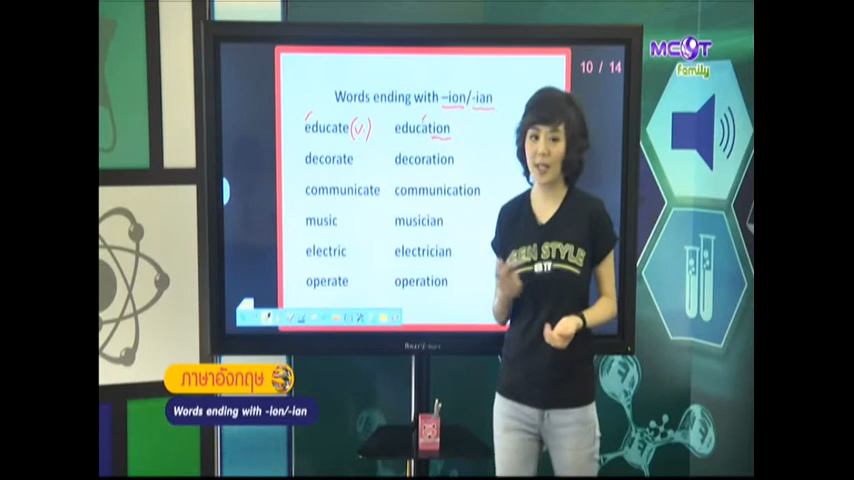 MCOT
family
10 / 14
Words ending with –ion/-ian
educate (v.) education
decorate decoration
communicate communication
music musician
electric electrician
operate operation
STYLE
ภาษาอังกฤษ
Words ending with -ion/-ian